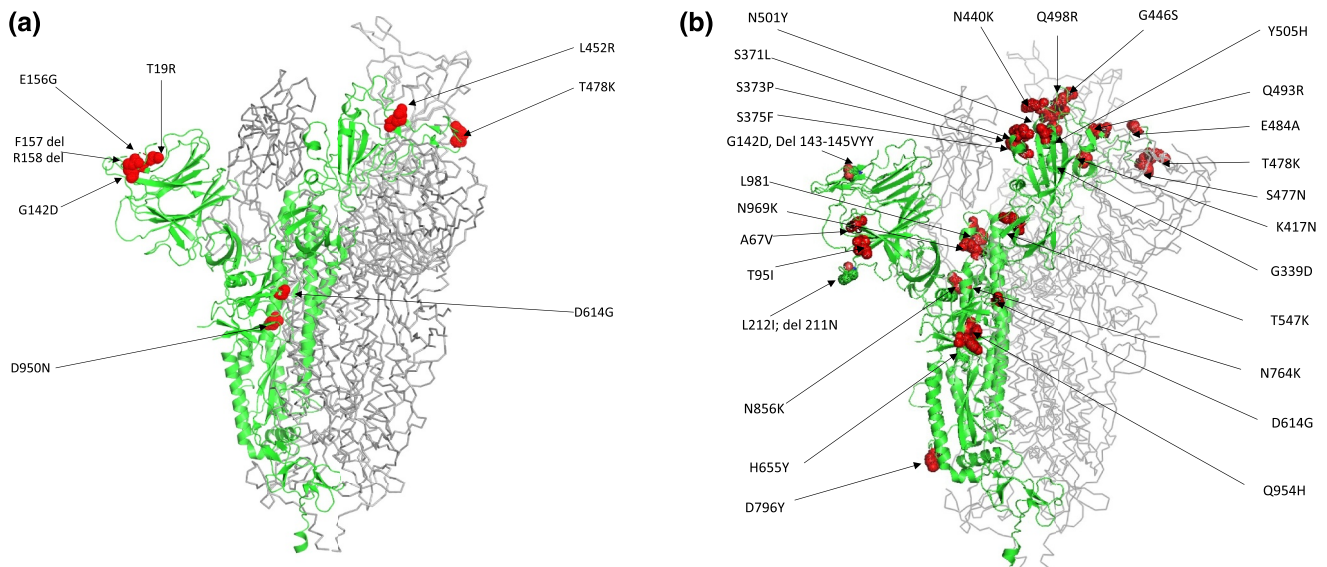 (a)
E156G
T19R
L452R
T478K
F157 del
R158 del
G142D
D614G
D950N
(b)
N501Y
N440K
Q498R
G446S
Y505H
S371L
S373P
S375F
Q493R
E484A
G142D, Del 143-145VYY
T478K
L981
S477N
N969K
K417N
A67V
G339D
T95I
L212I; del 211N
T547K
N764K
N856K
D614G
H655Y
Q954H
D796Y